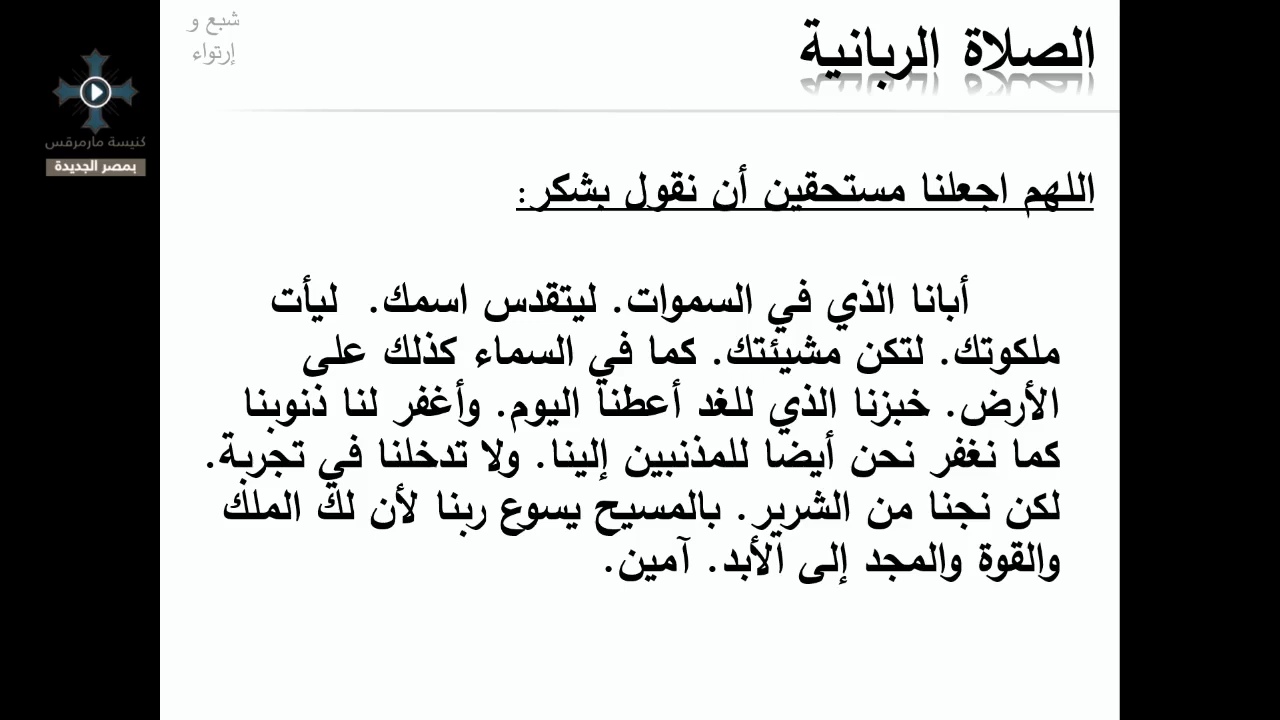 شبع و
إرتواء
الصلاة الربانية
كنيسة مارمرقس
بمصر الجديدة
اللهم اجعلنا مستحقين أن نقول بشكر:
أبانا الذي في السموات. ليتقدس اسمك. ليأت
ملكوتك. لتكن مشيئتك. كما في السماء كذلك على
الأرض. خبزنا الذي للغد أعطنا اليوم. وأغفر لنا ذنوبنا
كما نغفر نحن أيضا للمذنبين إلينا. ولا تدخلنا في تجربة.
لكن نجنا من الشرير. بالمسيح يسوع ربنا لأن لك الملك
والقوة والمجد إلى الأبد. آمين.